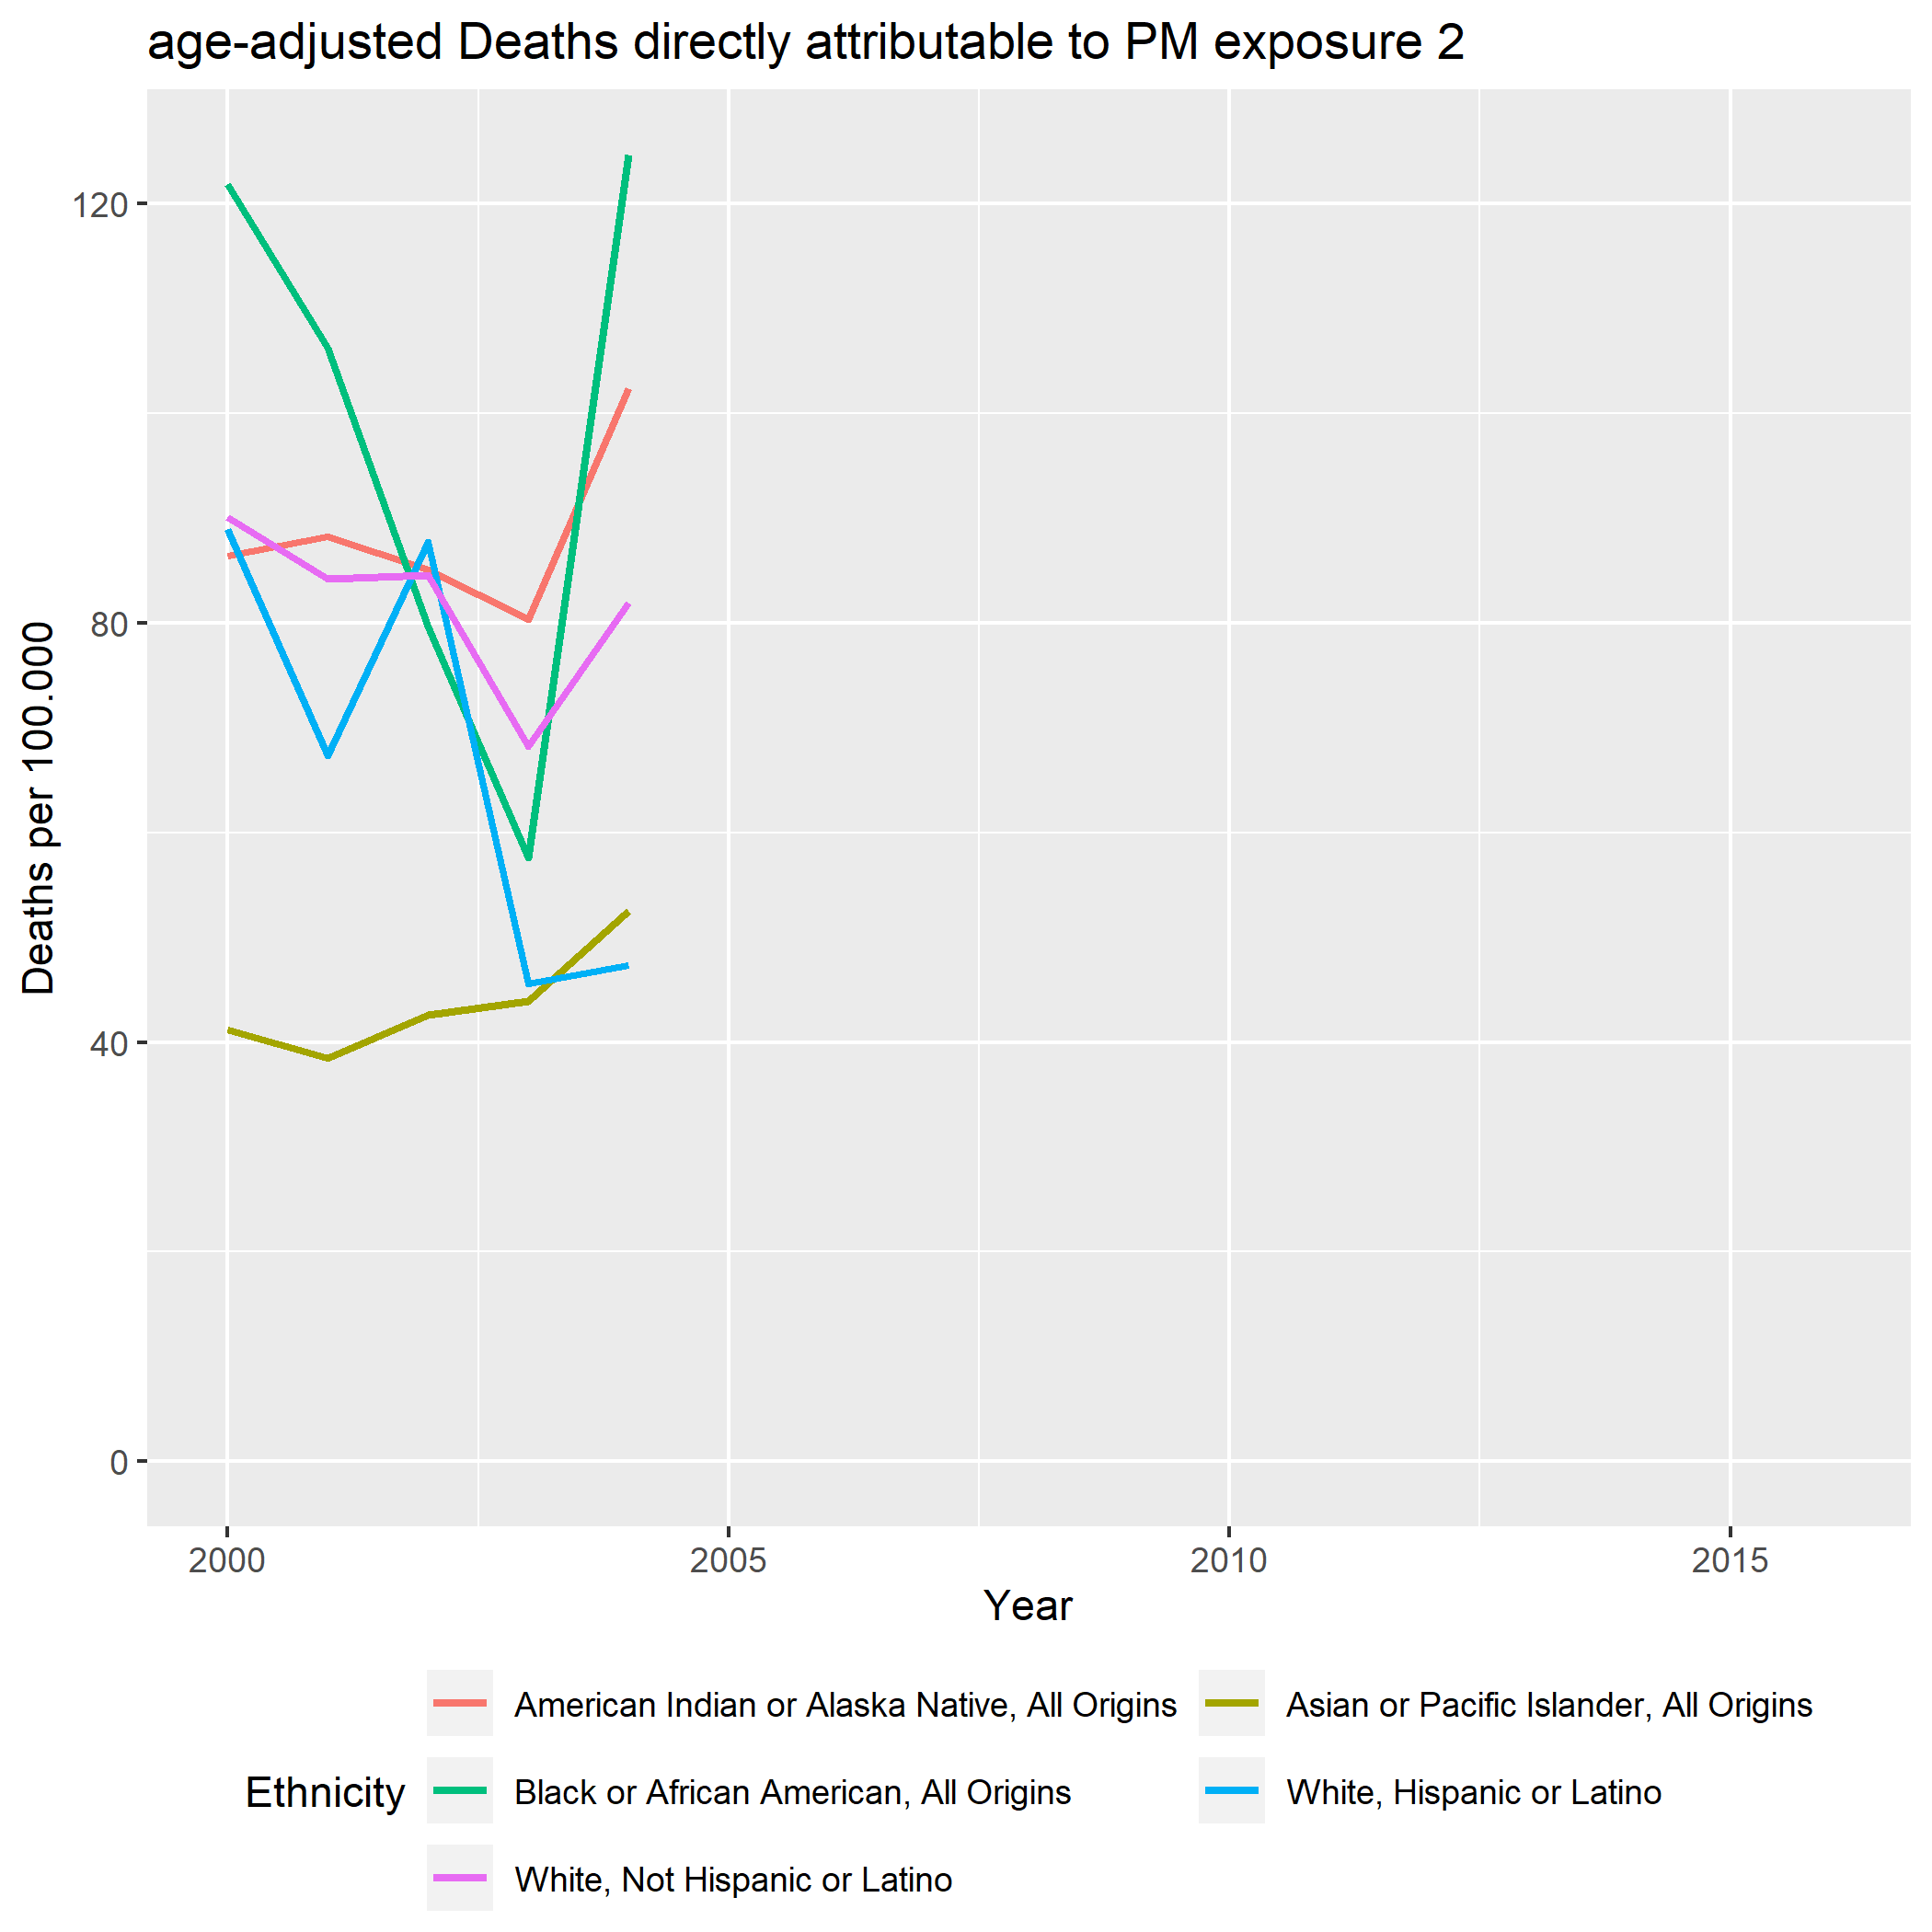 age-adjusted Deaths directly attributable to PM exposure 2
Deaths per 100.000
120
80
40
0
2000 2005 2010 2015
Year
Ethnicity
American Indian or Alaska Native, All Origins
Asian or Pacific Islander, All Origins
Black or African American, All Origins
White, Hispanic or Latino
White, Not Hispanic or Latino